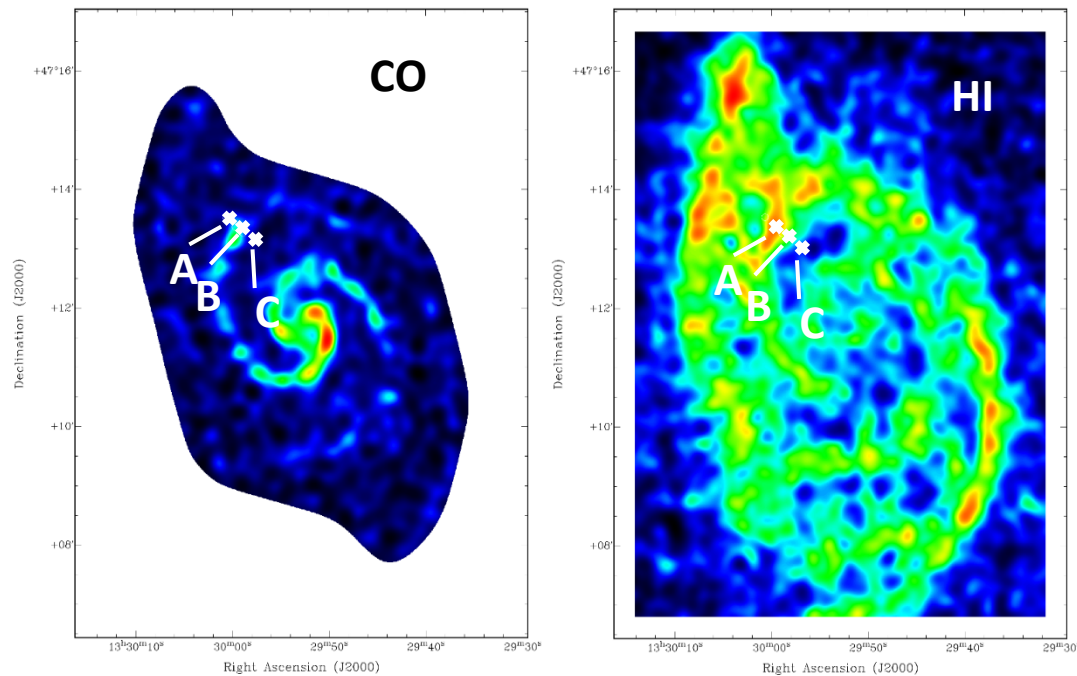 CO
+47°16′
+14′
+12′
+10′
+08′
A
B
C
Declination (J2000)
13ʰ30ᵐ10ˢ
30ᵐ00ˢ
29ᵐ50ˢ
29ᵐ40ˢ
29ᵐ30ˢ
Right Ascension (J2000)
HI
+47°16′
+14′
+12′
+10′
+08′
A
B
C
Declination (J2000)
13ʰ30ᵐ10ˢ
30ᵐ00ˢ
29ᵐ50ˢ
29ᵐ40ˢ
29ᵐ30
Right Ascension (J2000)